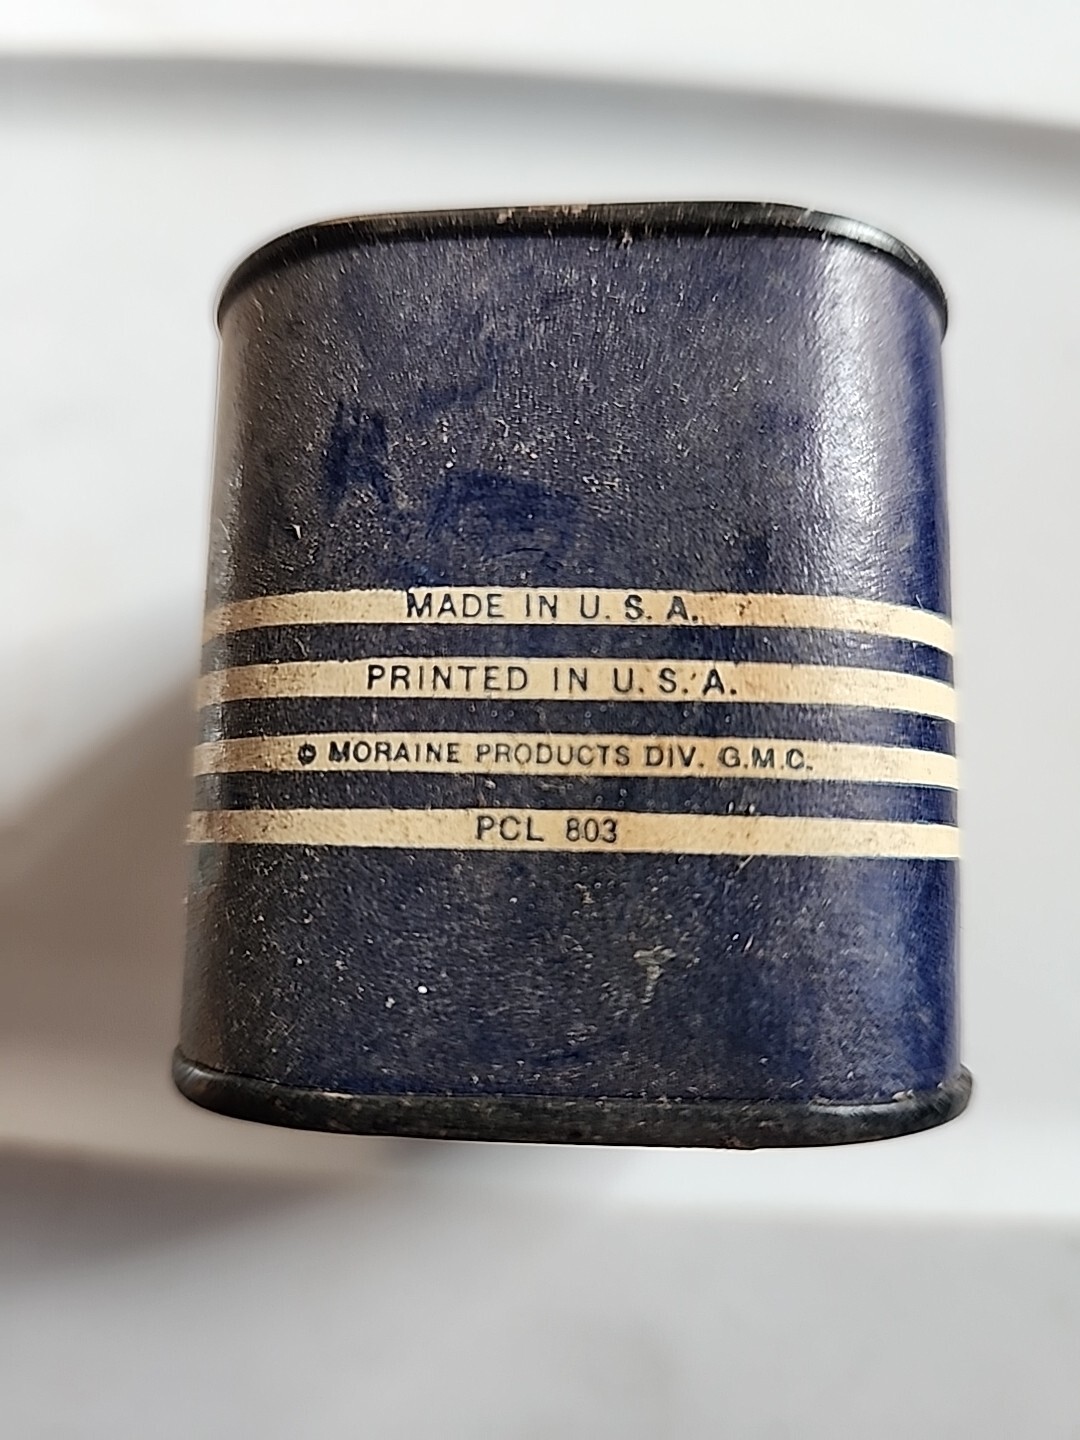 MADE IN U. S. A.
PRINTED IN U. S. A.
© MORAINE PRODUCTS DIV. G.M.C.
PCL 803